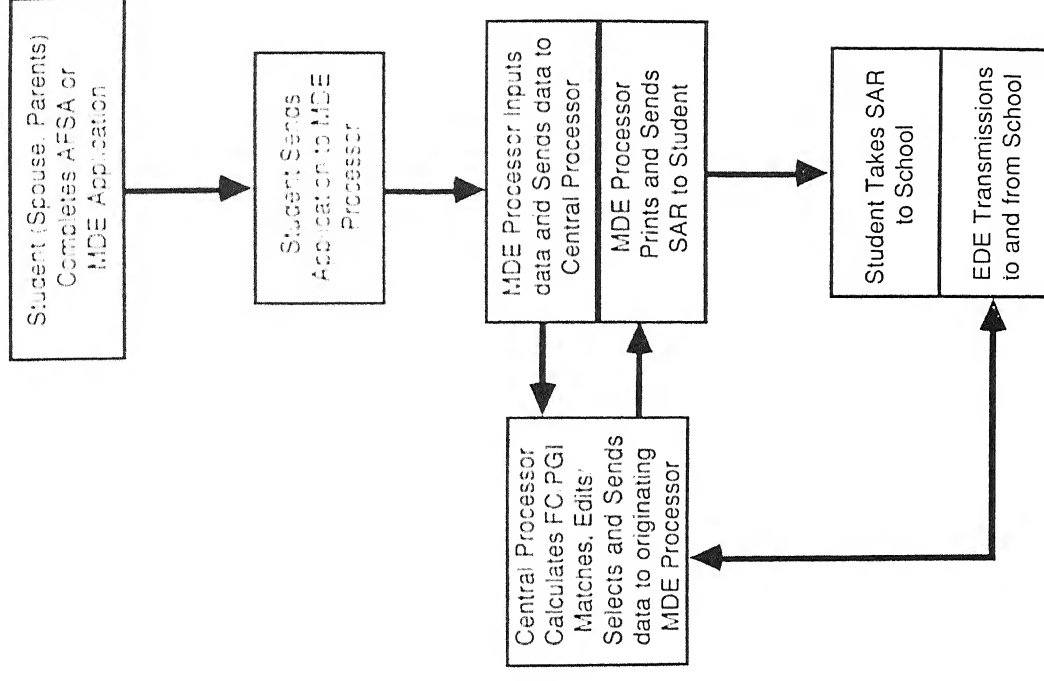 Student (Spouse, Parents)
Completes AFSA or
MDE Application
Student Sends
Application to MDE
Processor
MDE Processor Inputs
data and Sends data to
Central Processor
MDE Processor
Prints and Sends
SAR to Student
Central Processor
Calculates FC/PGI
Matches, Edits/
Selects and Sends
data to originating
MDE Processor
Student Takes SAR
to School
EDE Transmissions
to and from School